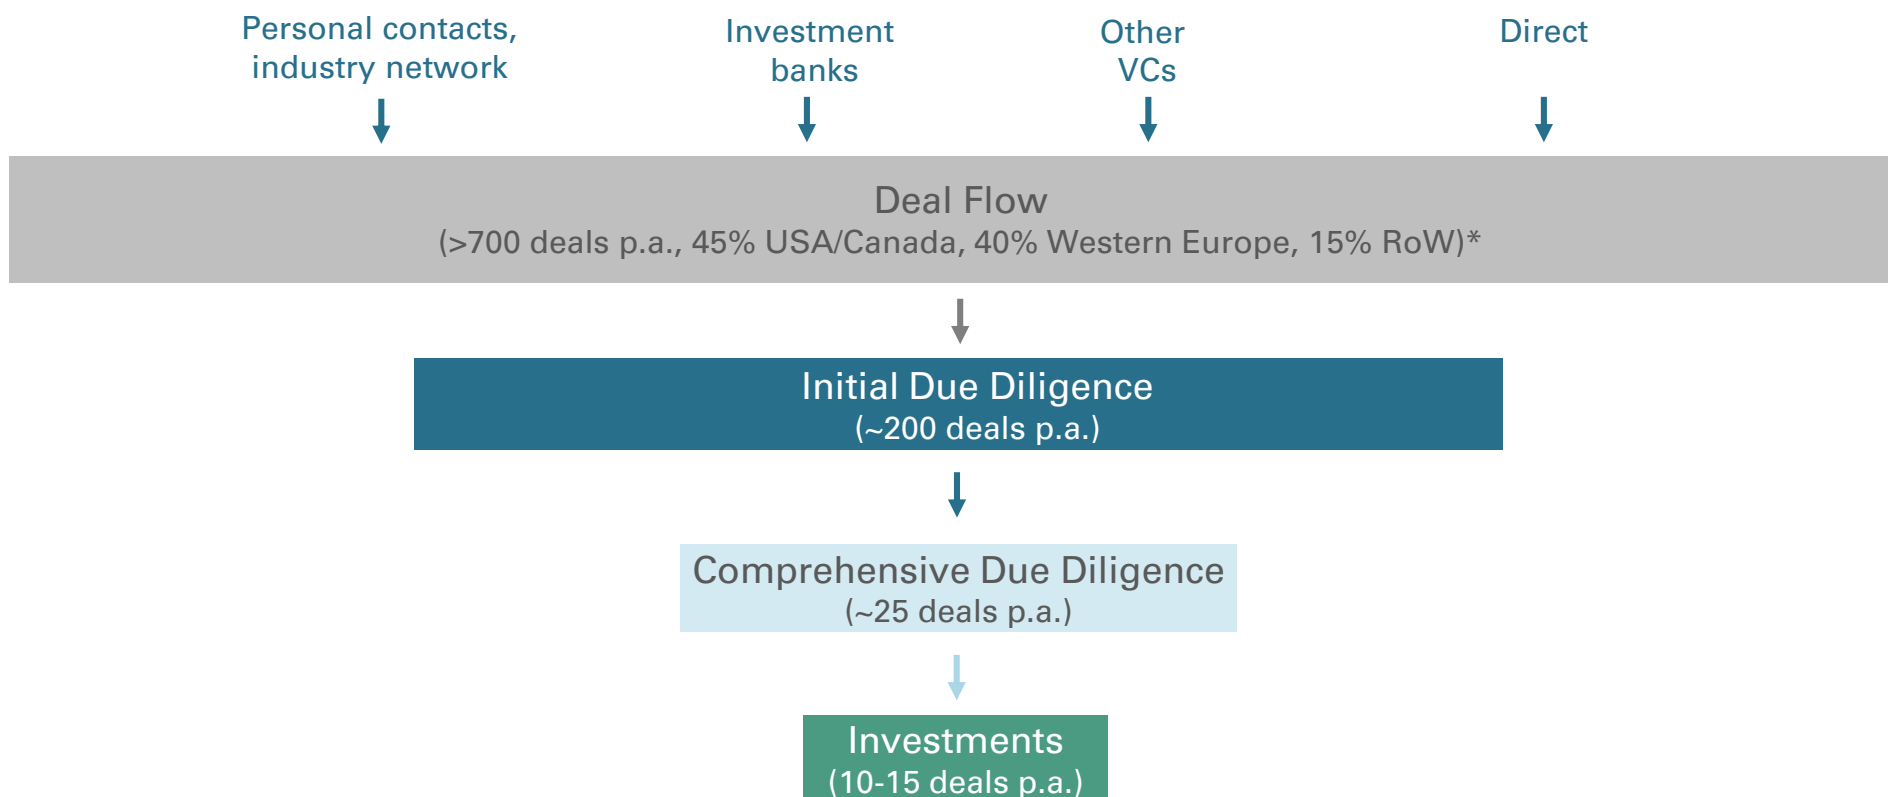 Personal contacts,
industry network
Investment
banks
Other
VCs
Direct
Deal Flow
(>700 deals p.a., 45% USA/Canada, 40% Western Europe, 15% RoW)*
Initial Due Diligence
(~200 deals p.a.)
Comprehensive Due Diligence
(~25 deals p.a.)
Investments
(10-15 deals p.a.)